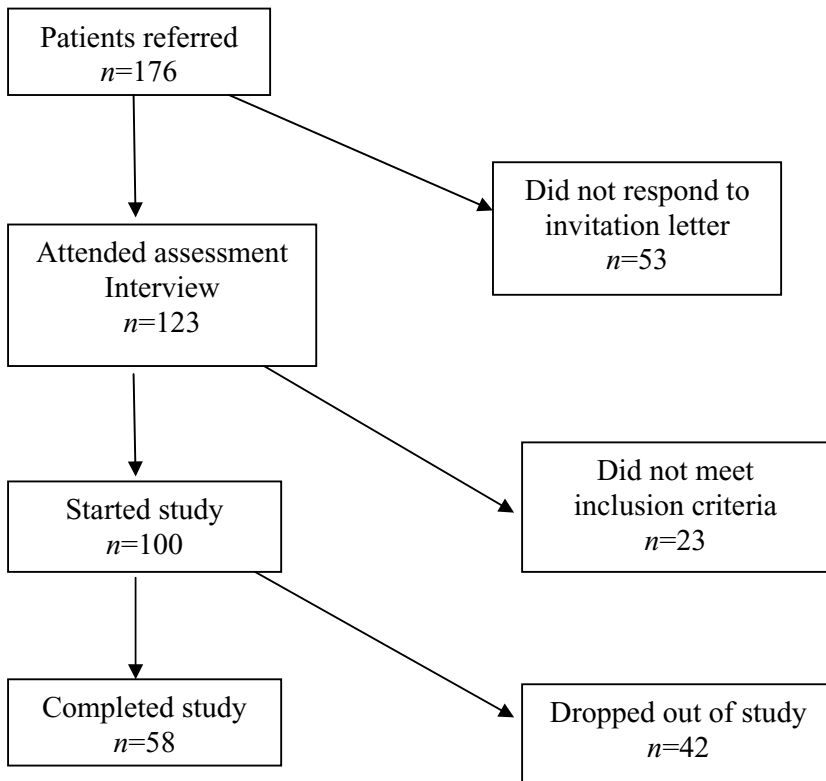 Patients referred
n=176
Did not respond to
invitation letter
n=53
Attended assessment
Interview
n=123
Did not meet
inclusion criteria
n=23
Started study
n=100
Completed study
n=58
Dropped out of study
n=42